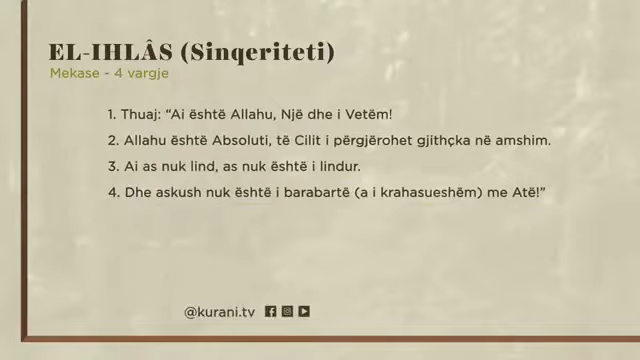 EL-IHLÂS (Sinqeriteti)
Mekase - 4 vargje
1. Thuaj: “Ai është Allahu, Një dhe i Vetëm!
2. Allahu është Absoluti, të Cilit i përgjërohet gjithçka në amshim.
3. Ai as nuk lind, as nuk është i lindur.
4. Dhe askush nuk është i barabartë (a i krahasueshëm) me Atë!”
@kurani.tv